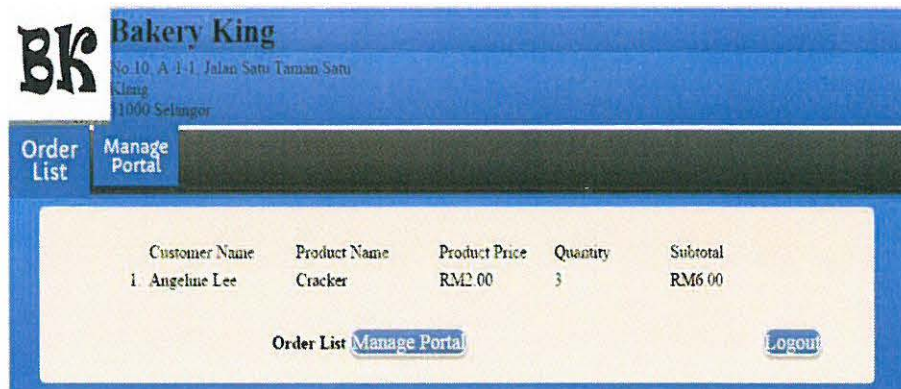 BK
Bakery King
No.10, A-1-1, Jalan Satu Taman Satu
Klang
41000 Selangor
Order List
Manage Portal
Customer Name Product Name Product Price Quantity Subtotal
1. Angeline Lee Cracker RM2.00 3 RM6.00
Order List Manage Portal Logout